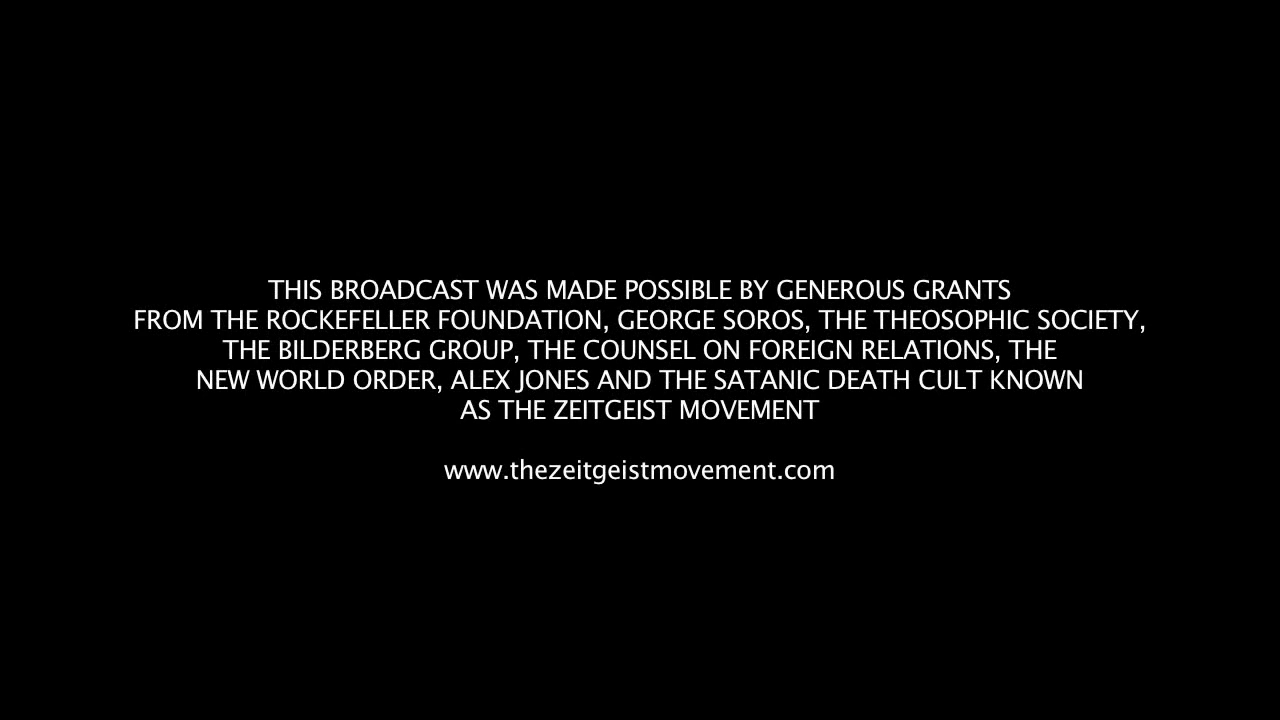 THIS BROADCAST WAS MADE POSSIBLE BY GENEROUS GRANTS
FROM THE ROCKEFELLER FOUNDATION, GEORGE SOROS, THE THEOSOPHIC SOCIETY,
THE BILDERBERG GROUP, THE COUNSEL ON FOREIGN RELATIONS, THE
NEW WORLD ORDER, ALEX JONES AND THE SATANIC DEATH CULT KNOWN
AS THE ZEITGEIST MOVEMENT
www.thezeitgeistmovement.com